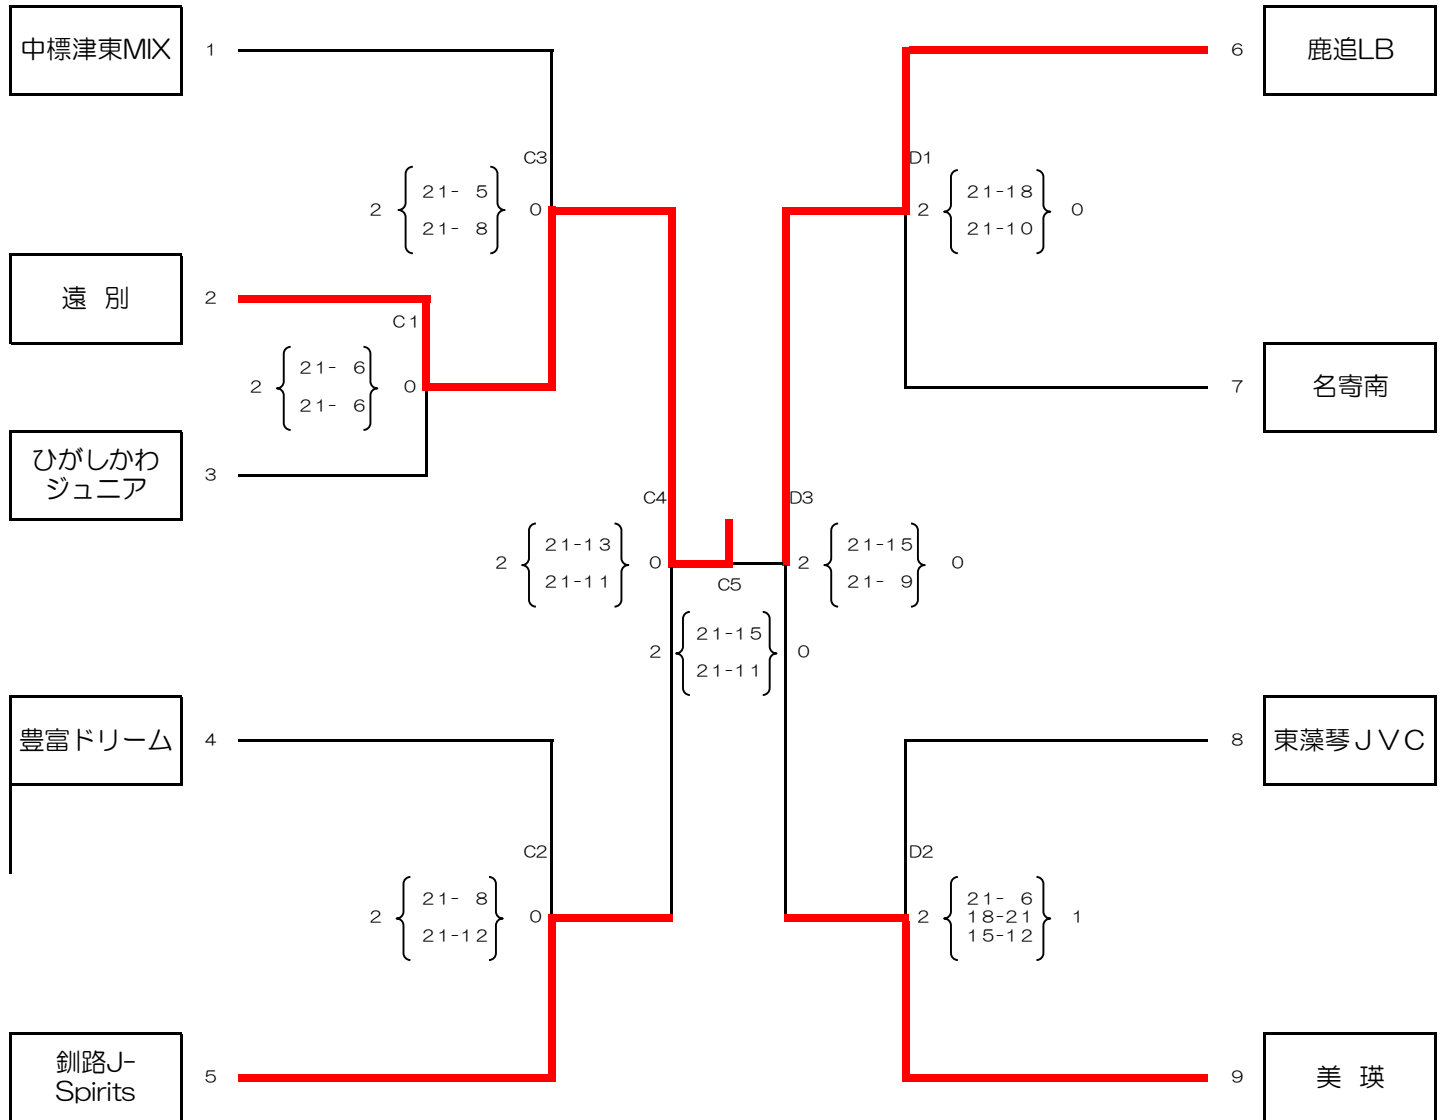 中標津東MIX 1
6 鹿追LB
C3
D1
2 21- 5 0
21- 8
2 21-18 0
21-10
遠 別 2
C1
2 21- 6 0
21- 6
7 名寄南
ひがしかわ
ジュニア
3
C4
D3
2 21-13 0
21-11
2 21-15 0
21- 9
C5
2 21-15 0
21-11
豊富ドリーム 4
8 東藻琴JVC
C2
D2
2 21- 8 0
21-12
2 21- 6 1
18-21
15-12
釧路J-
Spirits
5
9 美 瑛